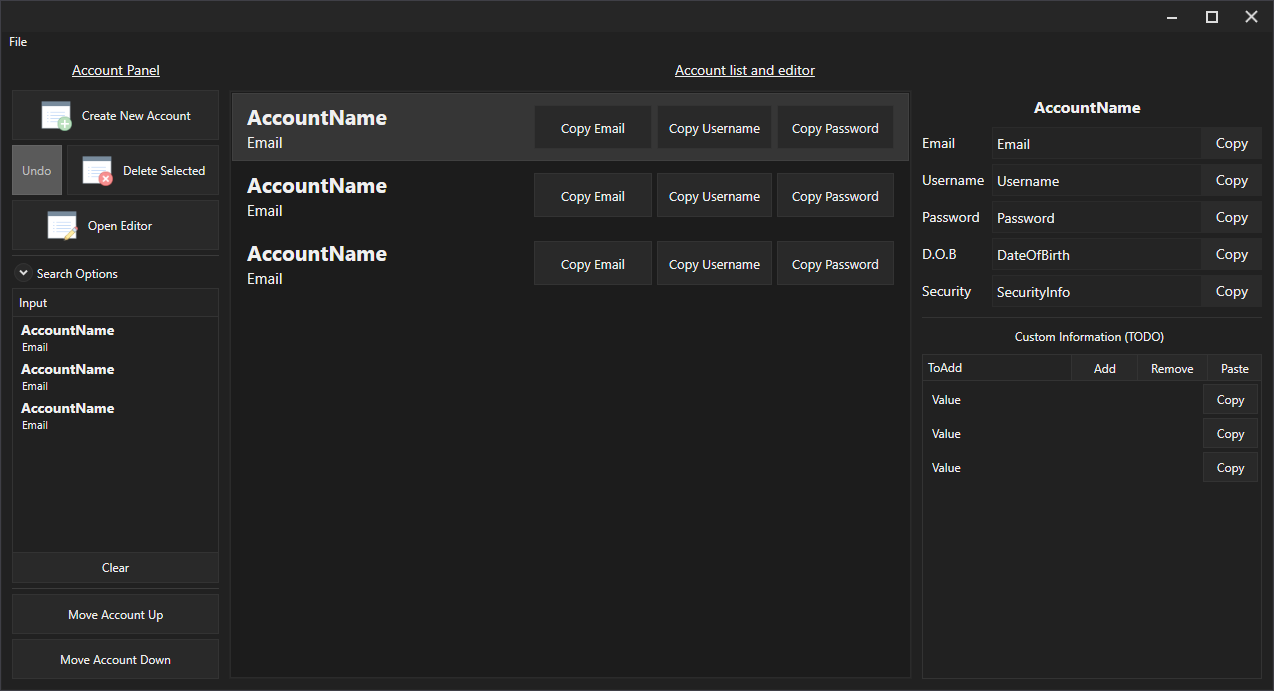 File
Account Panel
Create New Account
Undo
Delete Selected
Open Editor
Search Options
Input
AccountName
Email
AccountName
Email
AccountName
Email
Clear
Move Account Up
Move Account Down
Account list and editor
AccountName
Email
Copy Email Copy Username Copy Password
AccountName
Email
Copy Email Copy Username Copy Password
AccountName
Email
Copy Email Copy Username Copy Password
AccountName
Email Email Copy
Username Username Copy
Password Password Copy
D.O.B DateOfBirth Copy
Security SecurityInfo Copy
Custom Information (TODO)
ToAdd Add Remove Paste
Value Copy
Value Copy
Value Copy